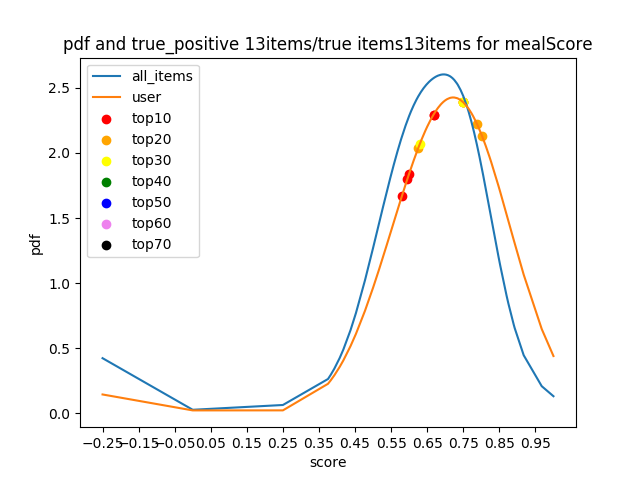 pdf and true_positive 13items/true items13items for mealScore
all_items
user
top10
top20
top30
top40
top50
top60
top70
pdf
2.5
2.0
1.5
1.0
0.5
0.0
−0.25 −0.15 −0.05 0.05 0.15 0.25 0.35 0.45 0.55 0.65 0.75 0.85 0.95
score